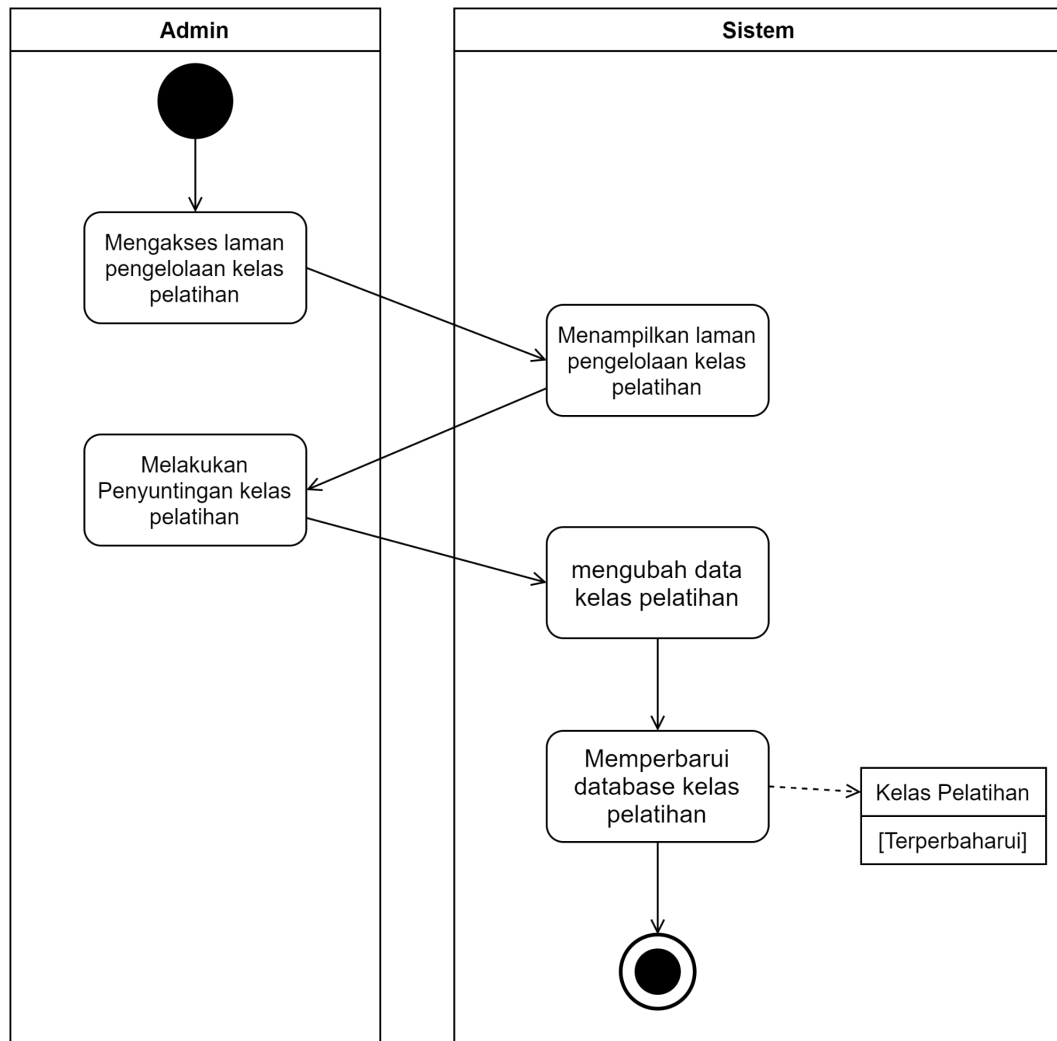 Admin
Sistem
Mengakses laman
pengelolaan kelas
pelatihan
Menampilkan laman
pengelolaan kelas
pelatihan
Melakukan
Penyuntingan kelas
pelatihan
mengubah data
kelas pelatihan
Memperbarui
database kelas
pelatihan
Kelas Pelatihan
[Terperbaharui]